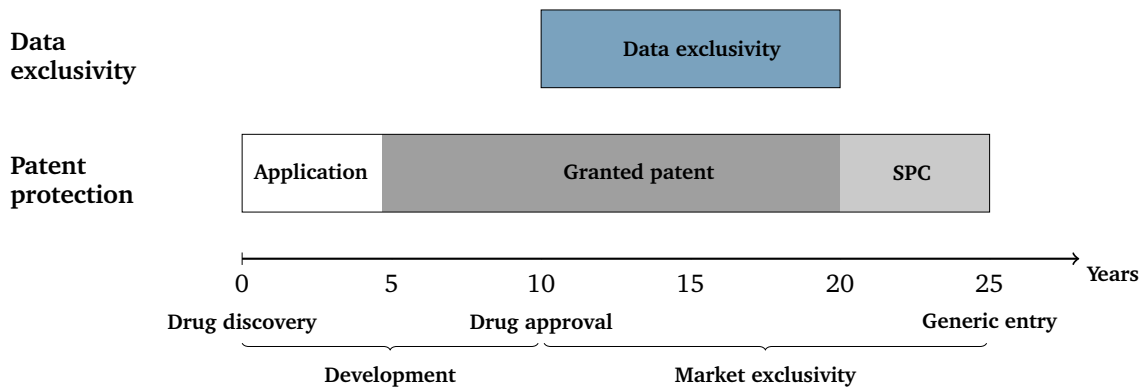 Data
exclusivity
Data exclusivity
Patent
protection
Application
Granted patent
SPC
0 5 10 15 20 25
Years
Drug discovery
Drug approval
Generic entry
Development
Market exclusivity